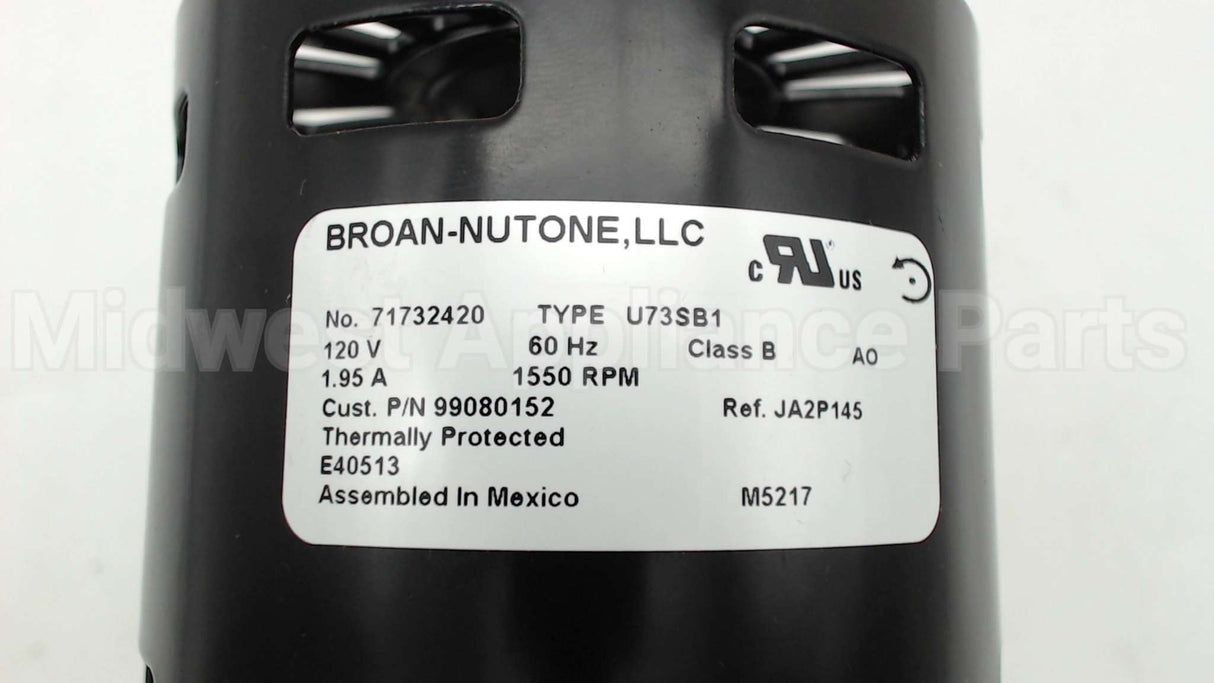 BROAN-NUTONE,LLC
c RU US
No. 71732420 TYPE U73SB1
120 V 60 Hz Class B AO
1.95 A 1550 RPM
Cust. P/N 99080152 Ref. JA2P145
Thermally Protected
E40513
Assembled In Mexico M5217
Midwest Appliance Parts